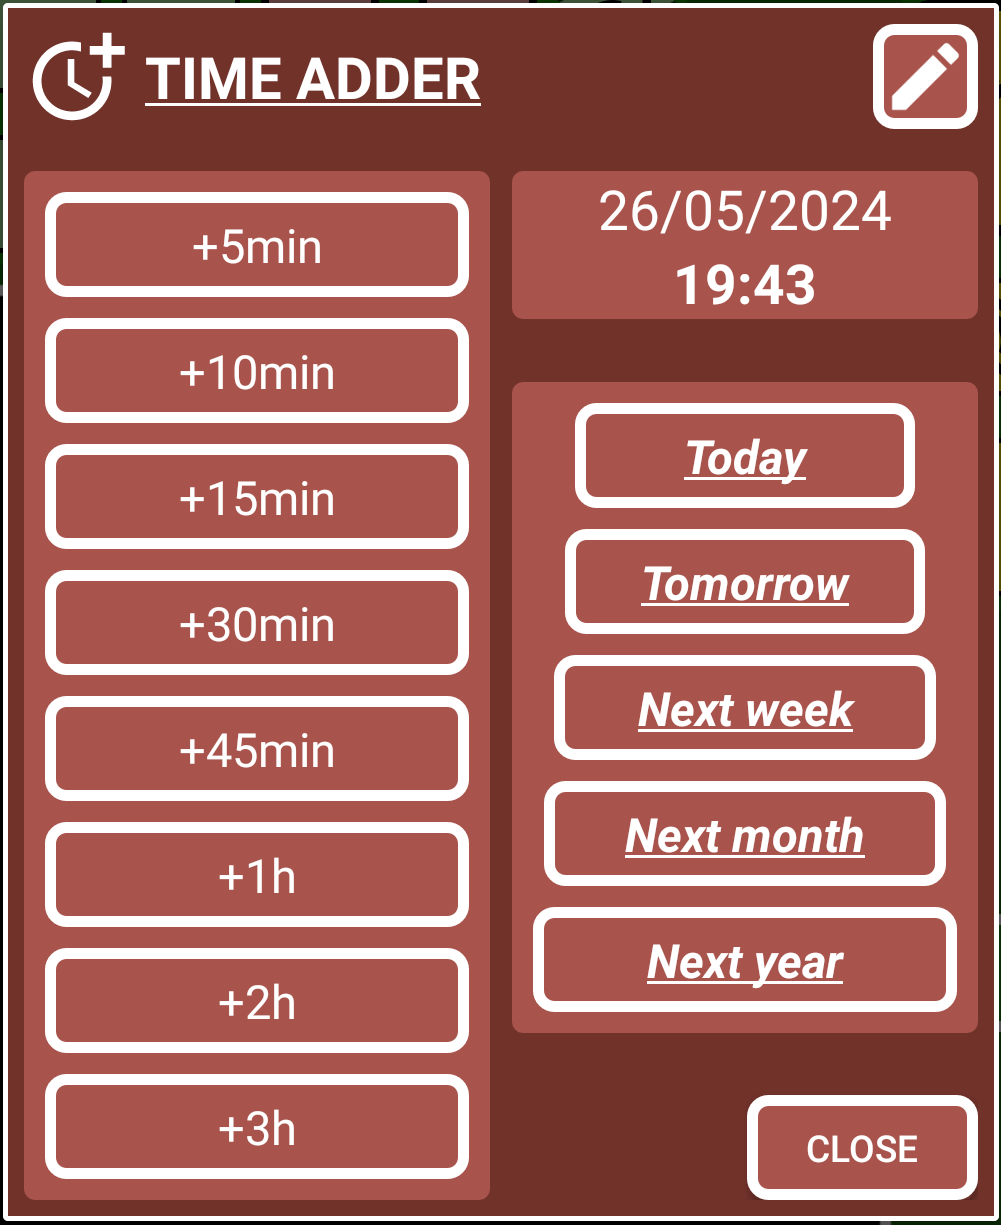 TIME ADDER
+5min
+10min
+15min
+30min
+45min
+1h
+2h
+3h
26/05/2024
19:43
Today
Tomorrow
Next week
Next month
Next year
CLOSE